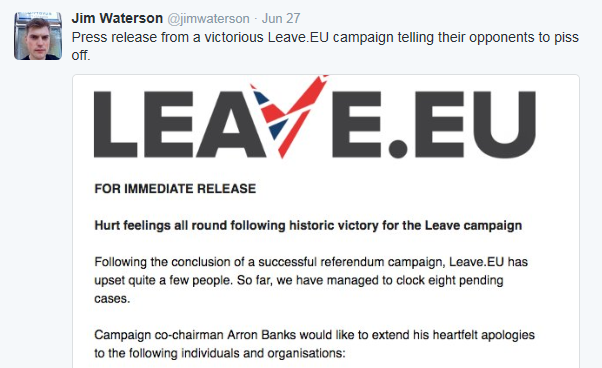 Jim Waterson @jimwaterson · Jun 27
Press release from a victorious Leave.EU campaign telling their opponents to piss
off.
LEAVE.EU
FOR IMMEDIATE RELEASE
Hurt feelings all round following historic victory for the Leave campaign
Following the conclusion of a successful referendum campaign, Leave.EU has
upset quite a few people. So far, we have managed to clock eight pending
cases.
Campaign co-chairman Arron Banks would like to extend his heartfelt apologies
to the following individuals and organisations: